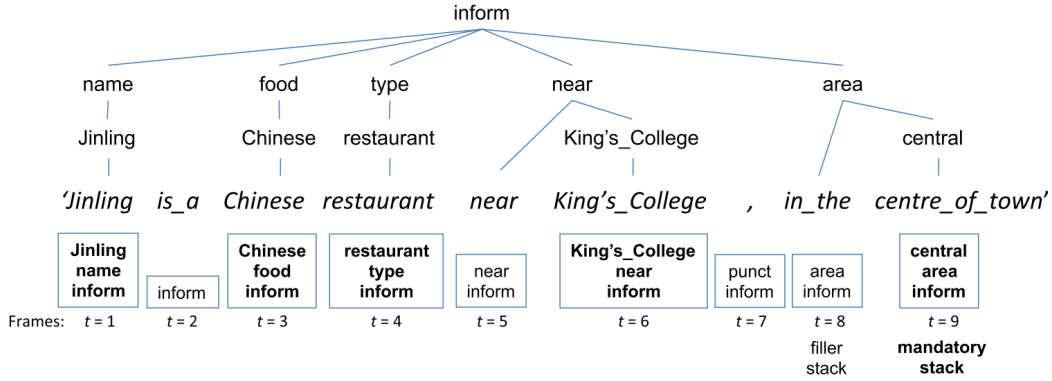 inform
name food type near area
Jinling Chinese restaurant King's_College central
‘Jinling is_a Chinese restaurant near King’s_College , in_the centre_of_town’
Jinling name inform
inform
Chinese food inform
restaurant type inform
near inform
King's_College near inform
punct inform
area inform
central area inform
Frames: t = 1 t = 2 t = 3 t = 4 t = 5 t = 6 t = 7 t = 8 t = 9
filler stack
mandatory stack